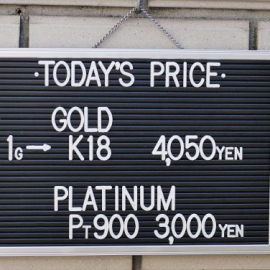 ·TODAY'S PRICE·
GOLD
1G→ K18 4,050YEN
PLATINUM
PT900 3,000YEN